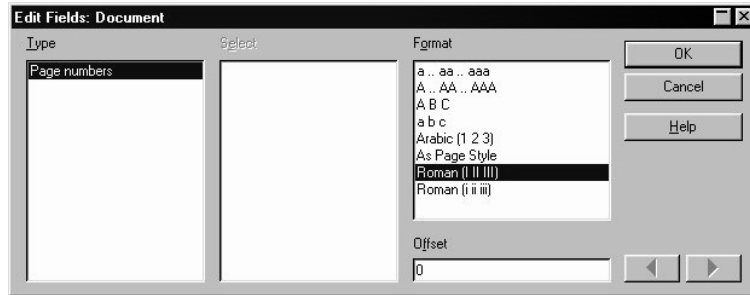 Edit Fields: Document
Type
Page numbers
Select
Format
a .. aa .. aaa
A .. AA .. AAA
A B C
a b c
Arabic (1 2 3)
As Page Style
Roman (I II III)
Roman (i ii iii)
Offset
0
OK
Cancel
Help